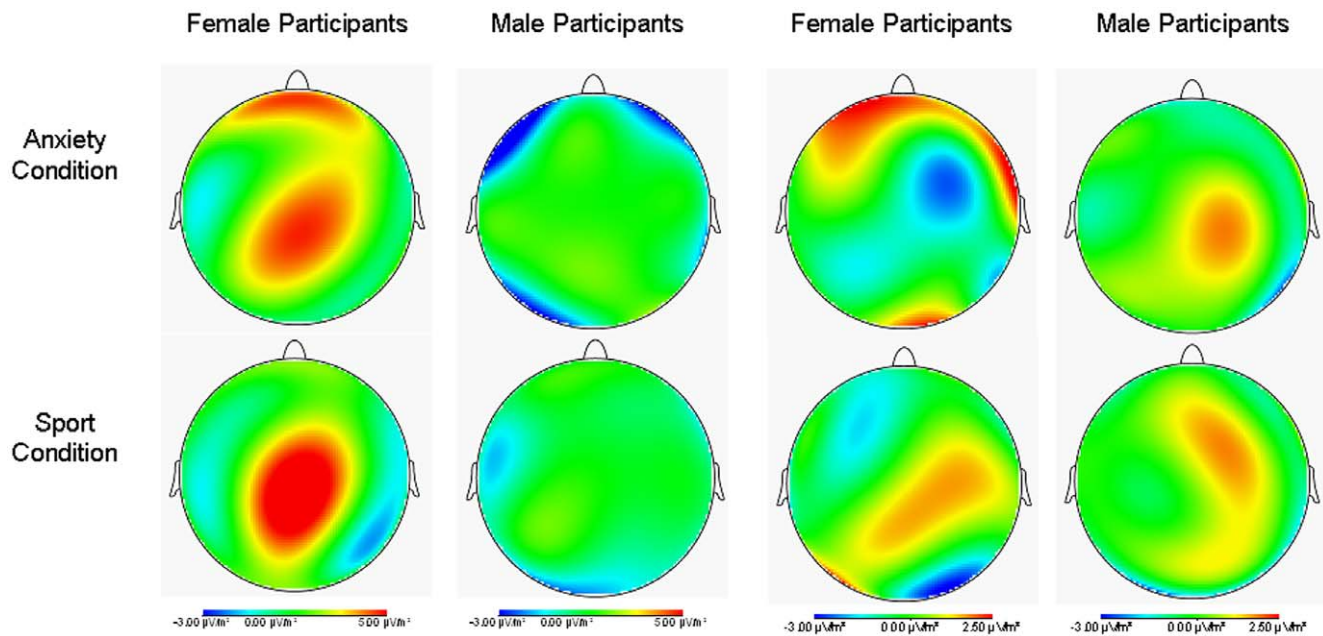 Female Participants Male Participants Female Participants Male Participants
Anxiety
Condition
Sport
Condition
-3.00 µV/m² 0.00 µV/m² 5.00 µV/m² -3.00 µV/m² 0.00 µV/m² 5.00 µV/m² -3.00 µV/m² 0.00 µV/m² 2.50 µV/m² -3.00 µV/m² 0.00 µV/m² 2.50 µV/m²